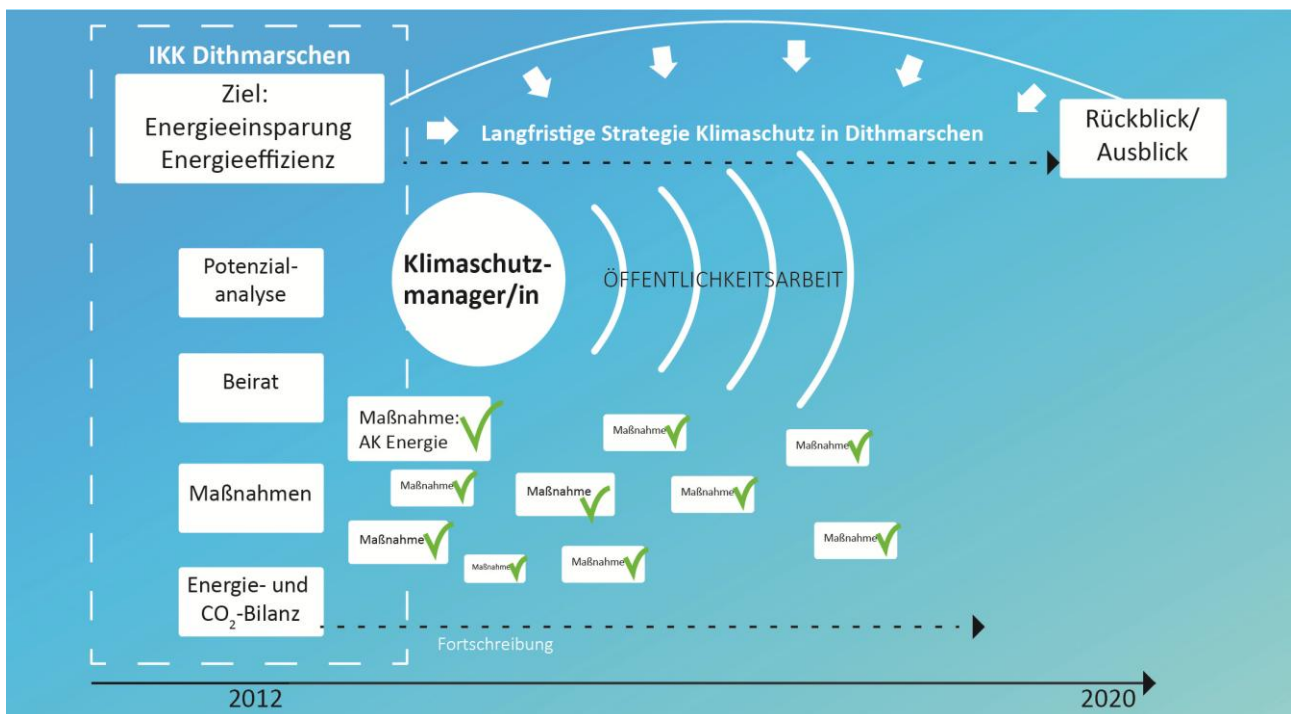 IKK Dithmarschen
Ziel:
Energieeinsparung
Energieeffizienz
Langfristige Strategie Klimaschutz in Dithmarschen
Rückblick/
Ausblick
Klimaschutz-
manager/in
ÖFFENTLICHKEITSARBEIT
Potenzial-
analyse
Beirat
Maßnahmen
Energie- und
CO₂-Bilanz
Maßnahme:
AK Energie
Maßnahme
Maßnahme
Maßnahme
Maßnahme
Maßnahme
Maßnahme
Maßnahme
Maßnahme
Maßnahme
Fortschreibung
2012
2020